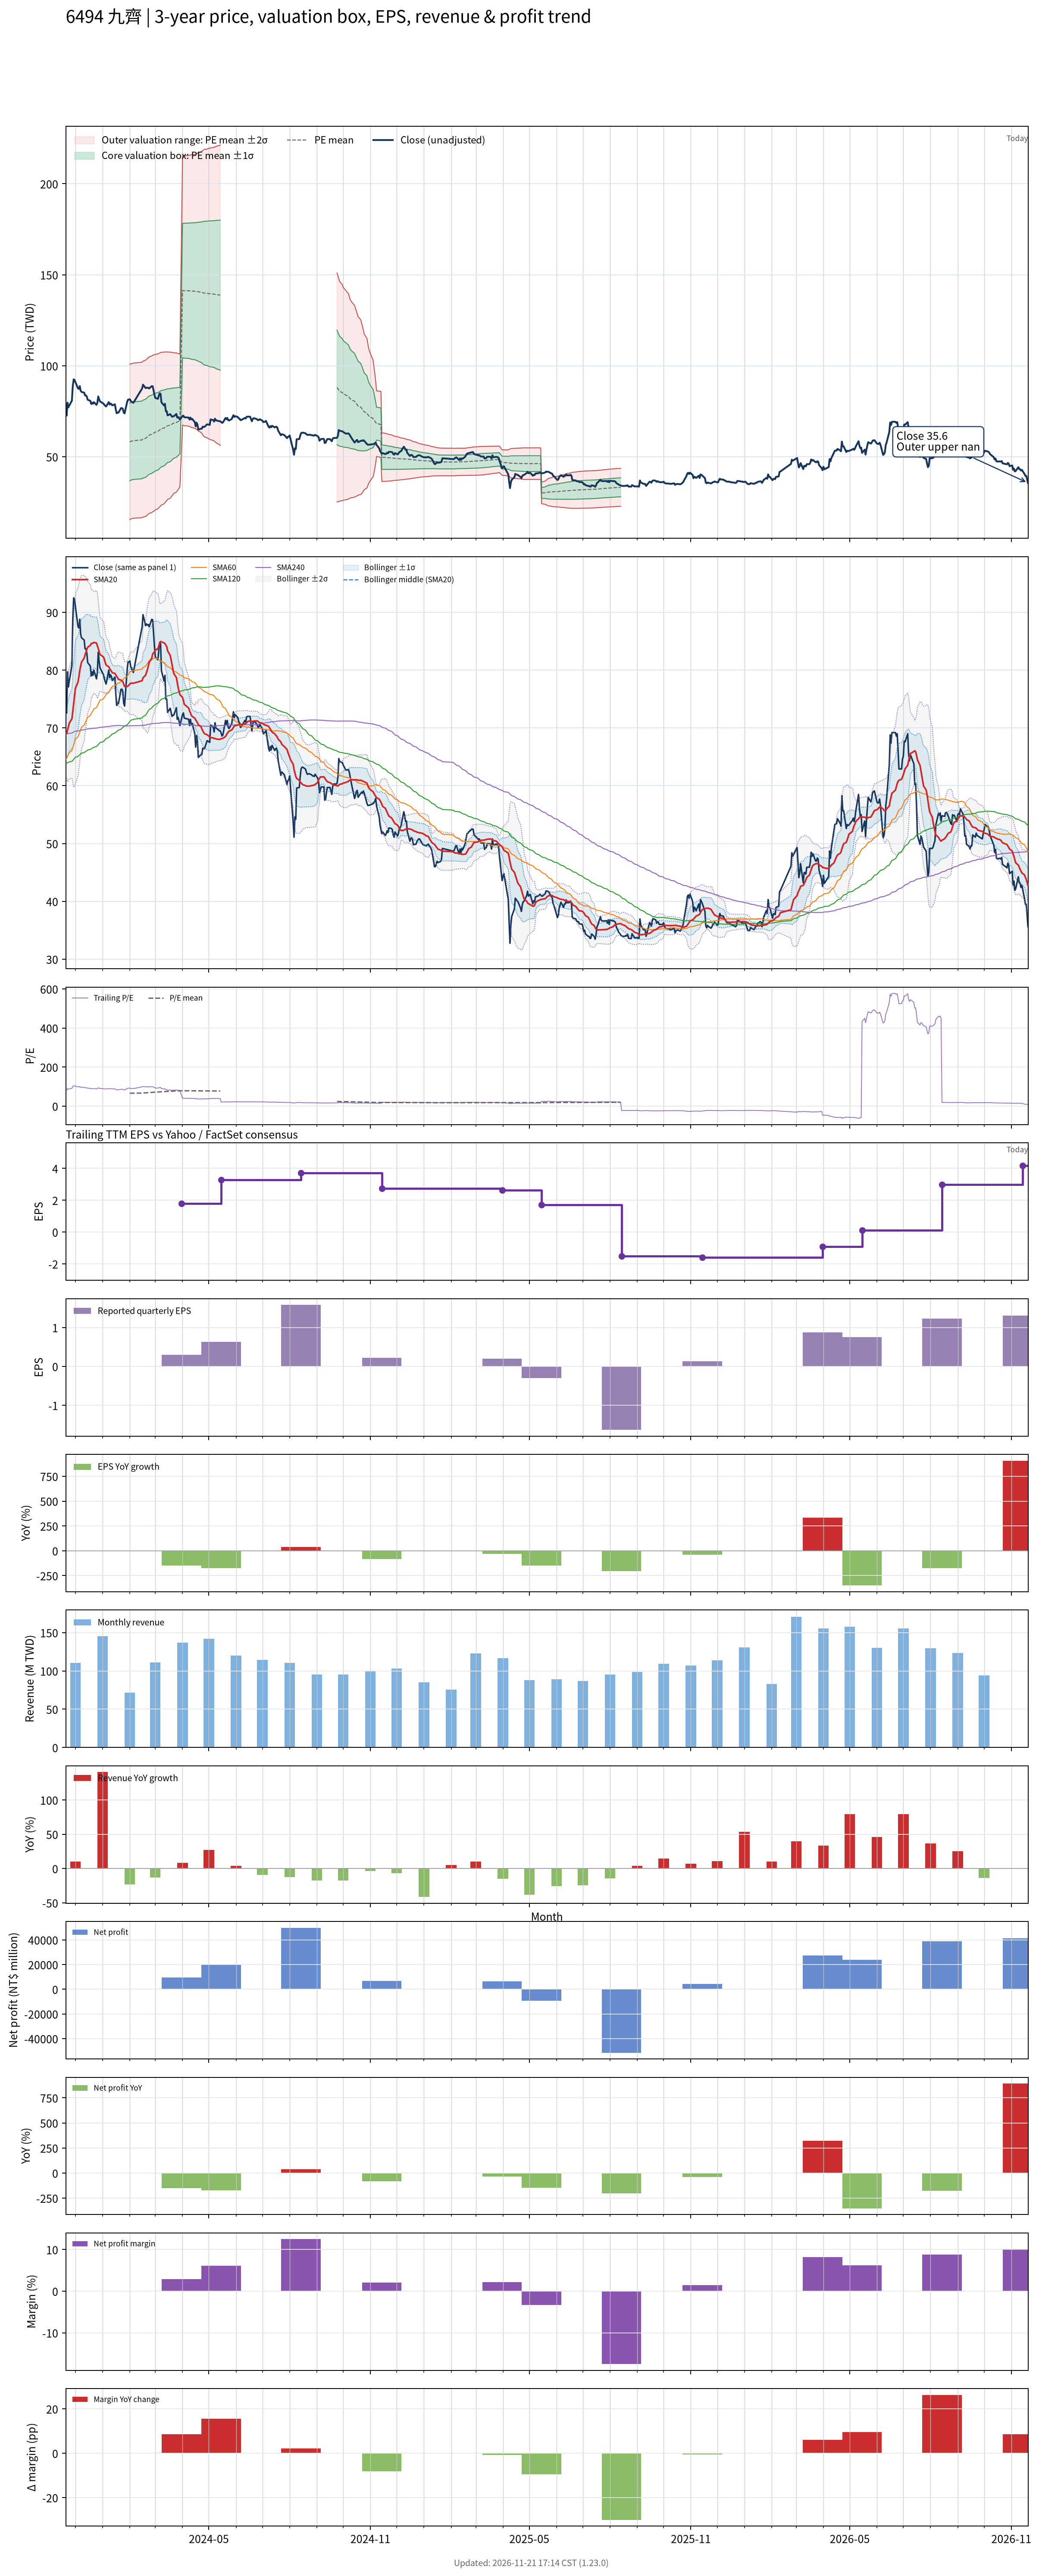 6494 九齊 | 3-year price, valuation box, EPS, revenue & profit trend
Outer valuation range: PE mean ±2σ
Core valuation box: PE mean ±1σ
PE mean
Close (unadjusted)
Today
200
150
100
50
Price (TWD)
Close 35.6
Outer upper nan
Close (same as panel 1)
SMA20
SMA60
SMA120
SMA240
Bollinger ±2σ
Bollinger ±1σ
Bollinger middle (SMA20)
90
80
70
60
50
40
30
Price
Trailing P/E
P/E mean
600
400
200
0
P/E
Trailing TTM EPS vs Yahoo / FactSet consensus
Today
4
2
0
-2
EPS
Reported quarterly EPS
1
0
-1
EPS
EPS YoY growth
750
500
250
0
-250
YoY (%)
Monthly revenue
150
100
50
0
Revenue (M TWD)
Revenue YoY growth
100
50
0
-50
YoY (%)
Month
Net profit
40000
20000
0
-20000
-40000
Net profit (NT$ million)
Net profit YoY
750
500
250
0
-250
YoY (%)
Net profit margin
10
0
-10
Margin (%)
Margin YoY change
20
0
-20
Δ margin (pp)
2024-05
2024-11
2025-05
2025-11
2026-05
2026-11
Updated: 2026-11-21 17:14 CST (1.23.0)